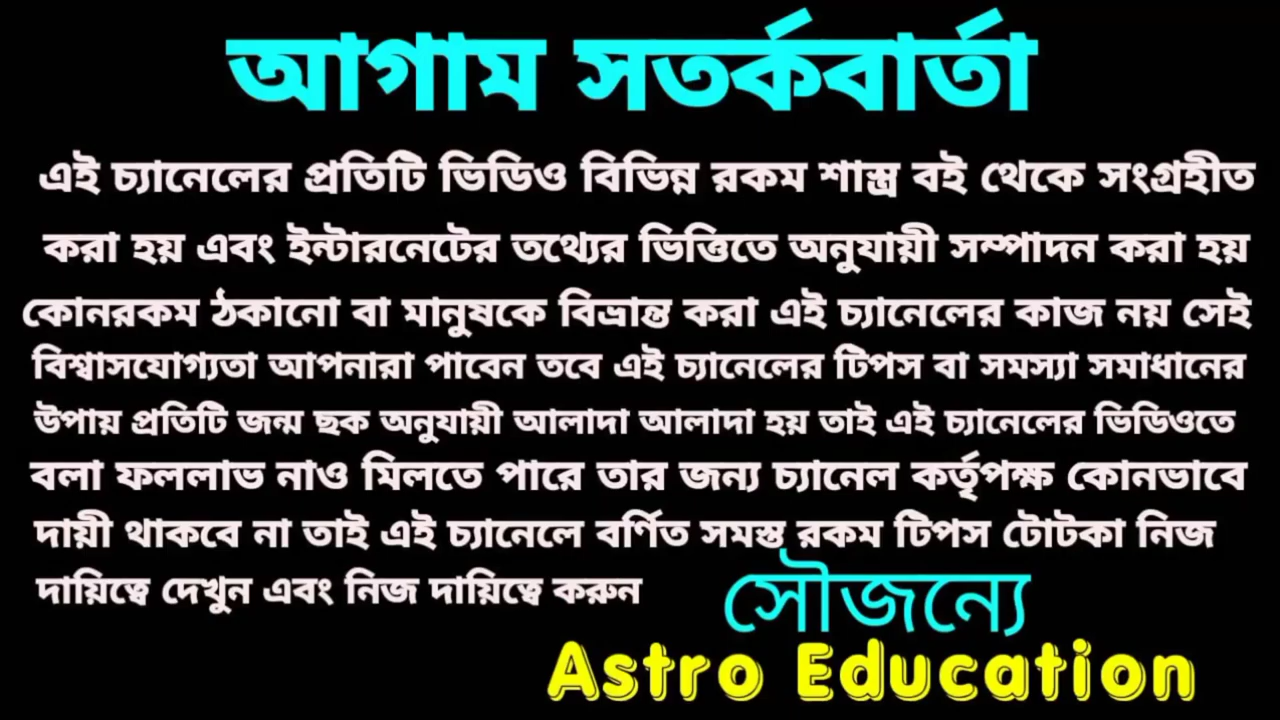 আগাম সতর্কবার্তা
এই চ্যানেলের প্রতিটি ভিডিও বিভিন্ন রকম শাস্ত্র বই থেকে সংগ্রহীত
করা হয় এবং ইন্টারনেটের তথ্যের ভিত্তিতে অনুযায়ী সম্পাদন করা হয়
কোনরকম ঠকানো বা মানুষকে বিভ্রান্ত করা এই চ্যানেলের কাজ নয় সেই
বিশ্বাসযোগ্যতা আপনারা পাবেন তবে এই চ্যানেলের টিপস বা সমস্যা সমাধানের
উপায় প্রতিটি জন্ম ছক অনুযায়ী আলাদা আলাদা হয় তাই এই চ্যানেলের ভিডিওতে
বলা ফললাভ নাও মিলতে পারে তার জন্য চ্যানেল কর্তৃপক্ষ কোনভাবে
দায়ী থাকবে না তাই এই চ্যানেলে বর্ণিত সমস্ত রকম টিপস টোটকা নিজ
দায়িত্বে দেখুন এবং নিজ দায়িত্বে করুন
সৌজন্যে
Astro Education